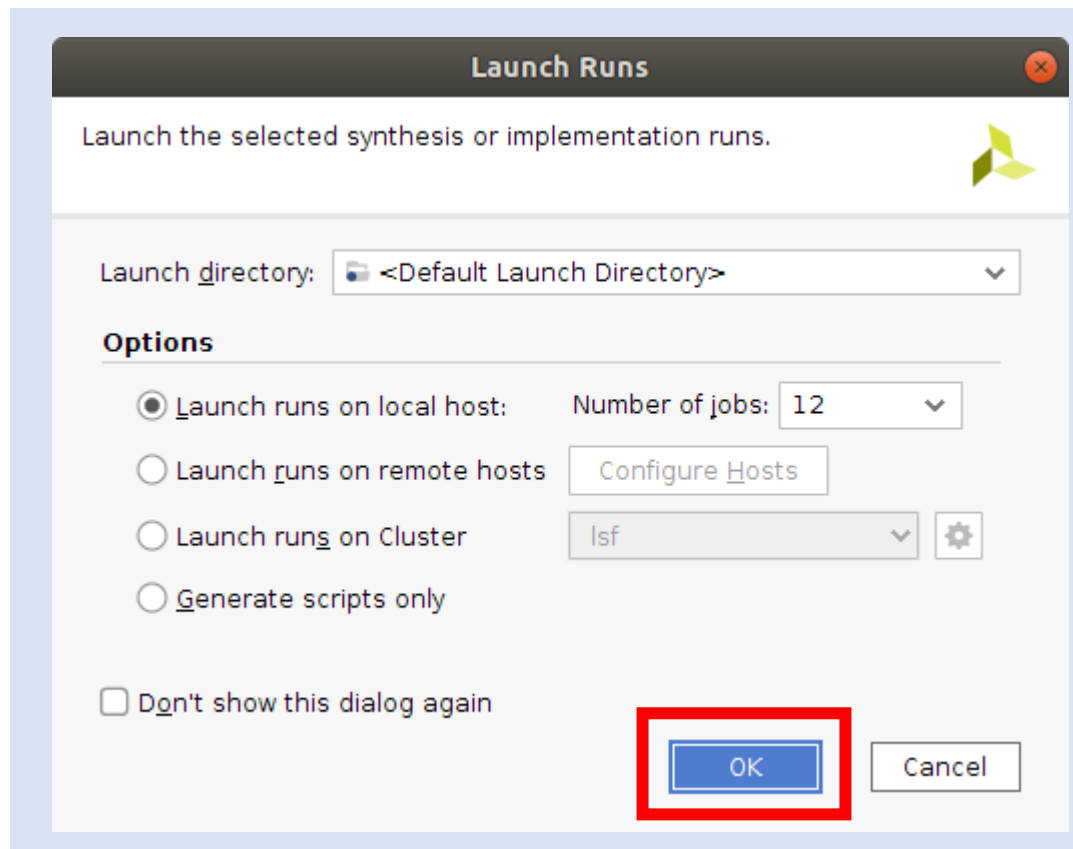 Launch Runs
Launch the selected synthesis or implementation runs.
Launch directory: <Default Launch Directory>
Options
Launch runs on local host: Number of jobs: 12
Launch runs on remote hosts Configure Hosts
Launch runs on Cluster lsf
Generate scripts only
Don't show this dialog again
OK Cancel